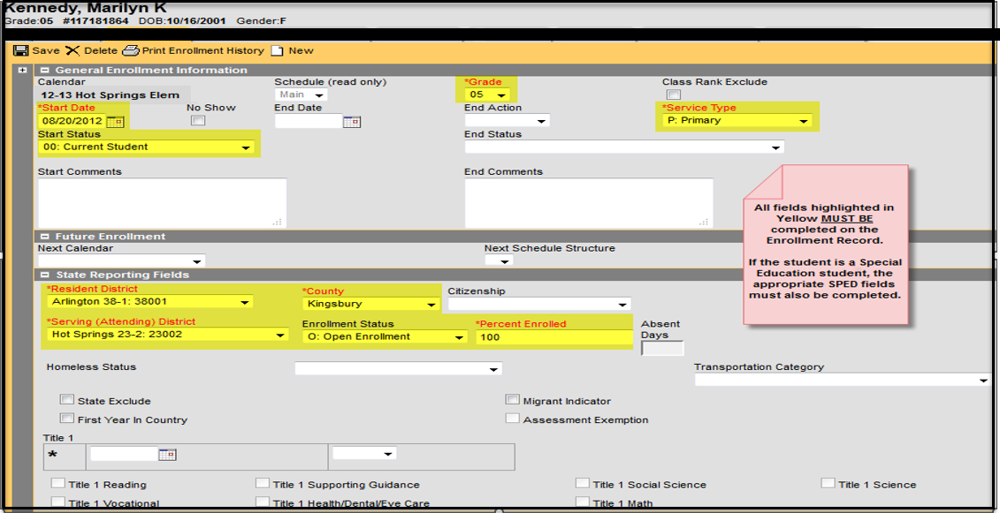 Kennedy, Marilyn K
Grade:05 #117181864 DOB:10/16/2001 Gender:F
Save Delete Print Enrollment History New
General Enrollment Information
Calendar Schedule (read only) *Grade Class Rank Exclude
12-13 Hot Springs Elem Main 05
*Start Date No Show End Date End Action *Service Type
08/20/2012 P: Primary
Start Status End Status
00: Current Student
Start Comments End Comments
All fields highlighted in
Yellow MUST BE
completed on the
Enrollment Record.
If the student is a Special
Education student, the
appropriate SPED fields
must also be completed.
Future Enrollment
Next Calendar Next Schedule Structure
State Reporting Fields
*Resident District *County Citizenship
Arlington 38-1: 38001 Kingsbury
*Serving (Attending) District Enrollment Status *Percent Enrolled Absent
Days
Hot Springs 23-2: 23002 O: Open Enrollment 100
Homeless Status Transportation Category
State Exclude Migrant Indicator
First Year In Country Assessment Exemption
Title 1
*
Title 1 Reading Title 1 Supporting Guidance Title 1 Social Science Title 1 Science
Title 1 Vocational Title 1 Health/Dental/Eye Care Title 1 Math